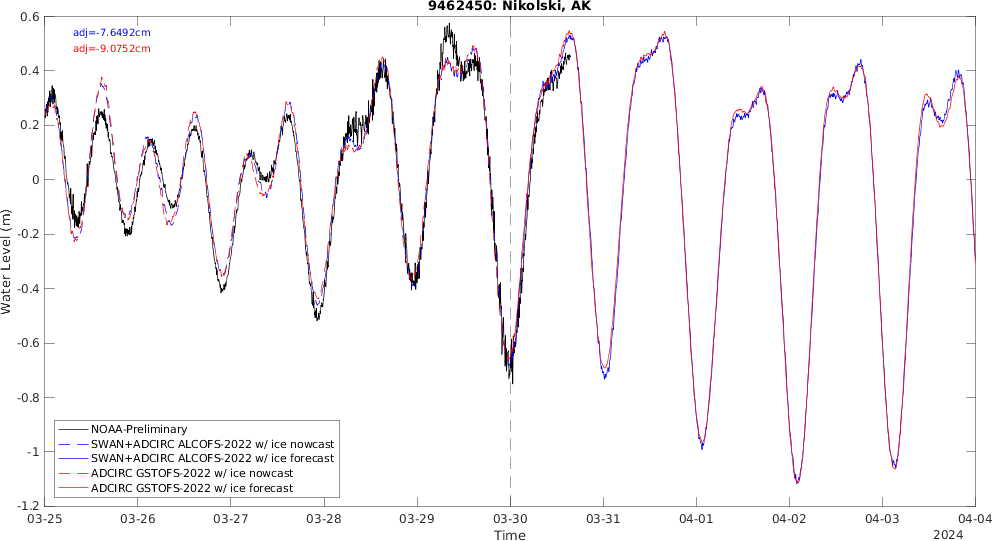 9462450: Nikolski, AK
adj=-7.6492cm
adj=-9.0752cm
0.6
0.4
0.2
0
-0.2
-0.4
-0.6
-0.8
-1
-1.2
Water Level (m)
NOAA-Preliminary
SWAN+ADCIRC ALCOFS-2022 w/ ice nowcast
SWAN+ADCIRC ALCOFS-2022 w/ ice forecast
ADCIRC GSTOFS-2022 w/ ice nowcast
ADCIRC GSTOFS-2022 w/ ice forecast
03-25 03-26 03-27 03-28 03-29 03-30 03-31 04-01 04-02 04-03 04-04
Time
2024